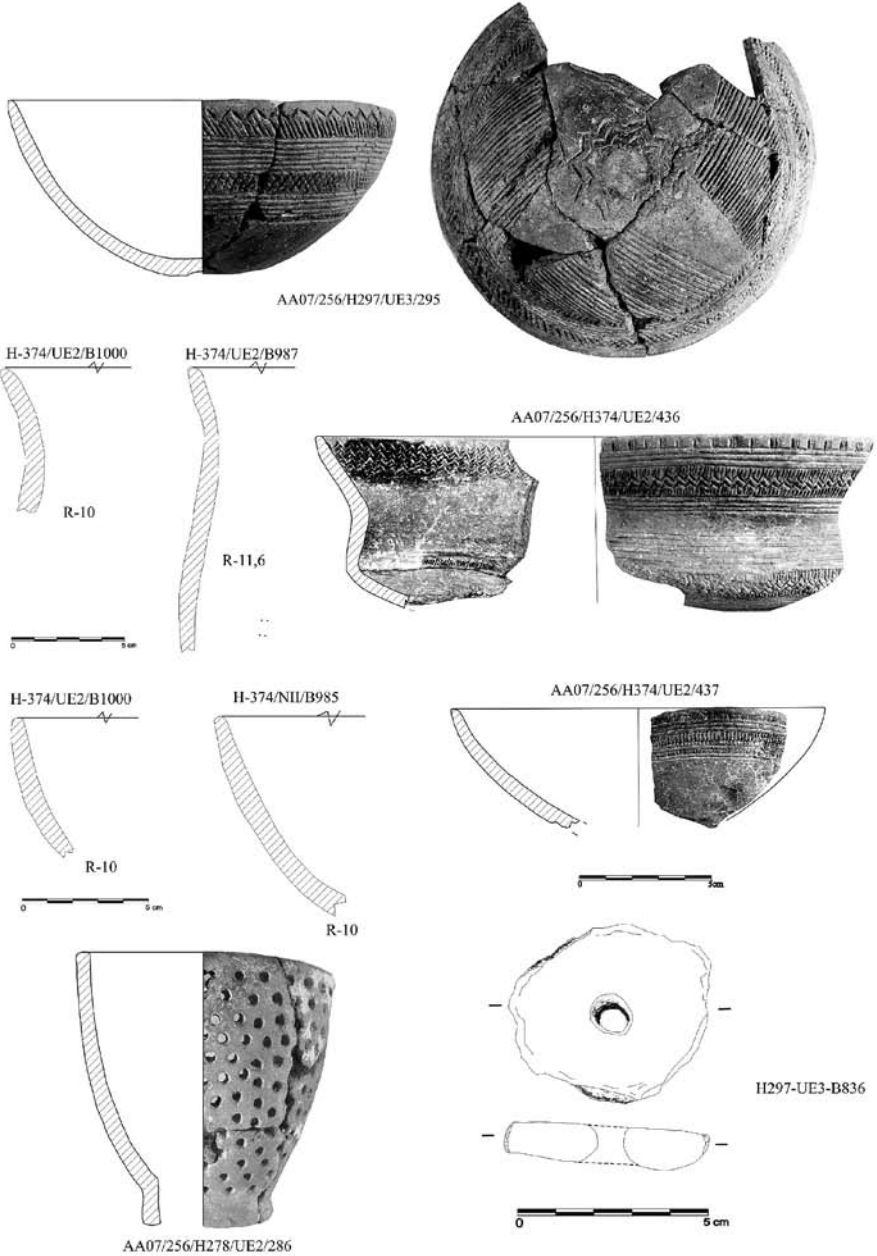 AA07/256/H297/UE3/295
H-374/UE2/B1000
H-374/UE2/B987
R-10
R-11,6
AA07/256/H374/UE2/436
0
5 cm
H-374/UE2/B1000
H-374/NII/B985
R-10
R-10
AA07/256/H374/UE2/437
0
5 cm
0
5cm
H297-UE3-B836
0
5 cm
AA07/256/H278/UE2/286